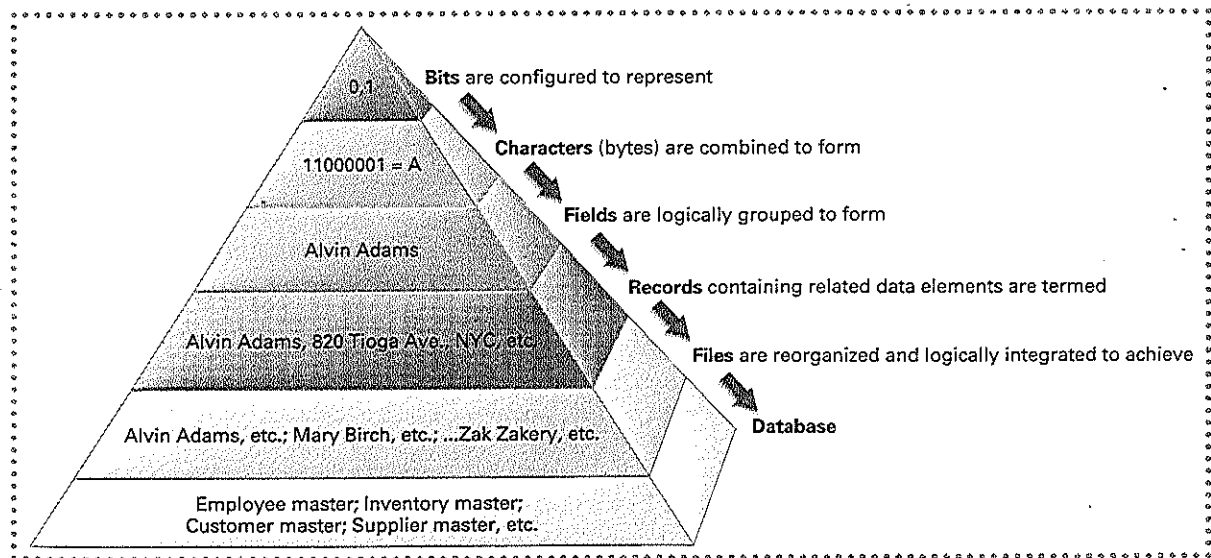 0,1
Bits are configured to represent
11000001 = A
Characters (bytes) are combined to form
Alvin Adams
Fields are logically grouped to form
Alvin Adams, 820 Tioga Ave., NYC, etc.
Records containing related data elements are termed
Alvin Adams, etc.; Mary Birch, etc.; ...Zak Zakery, etc.
Files are reorganized and logically integrated to achieve
Employee master; Inventory master;
Customer master; Supplier master, etc.
Database